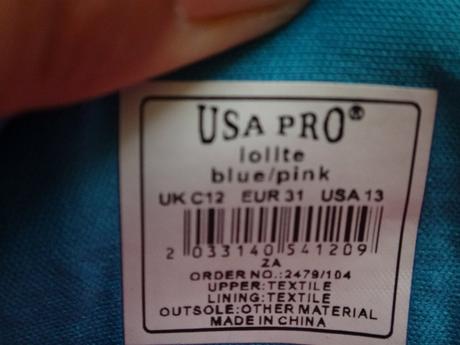 USA PRO®
Iolite
blue/pink
UK C12 EUR 31 USA 13
2 033140 541209
ZA
ORDER NO.:2479/104
UPPER:TEXTILE
LINING:TEXTILE
OUTSOLE:OTHER MATERIAL
MADE IN CHINA